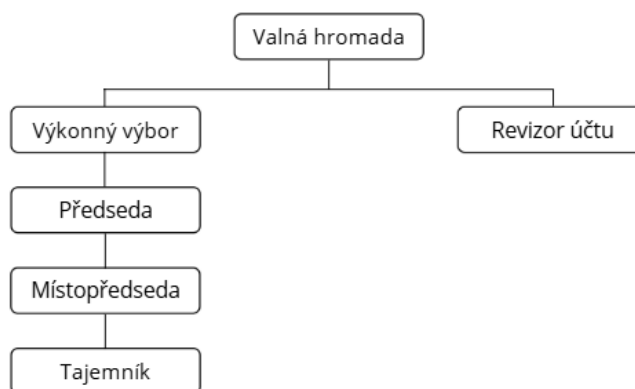 Valná hromada
Výkonný výbor
Revizor účtu
Předseda
Místopředseda
Tajemník